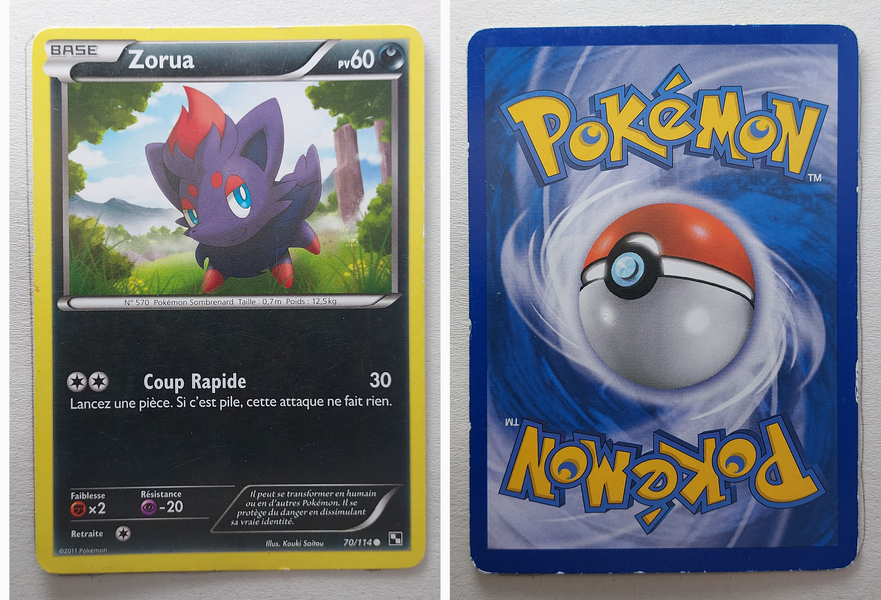 BASE
Zorua
PV60
N° 570 Pokémon Sombrenard Taille : 0,7m Poids : 12,5kg
Coup Rapide 30
Lancez une pièce. Si c'est pile, cette attaque ne fait rien.
Faiblesse
×2
Résistance
-20
Il peut se transformer en humain
ou en d'autres Pokémon. Il se
protège du danger en dissimulant
sa vraie identité.
Retraite
Illus. Kouki Saitou
70/114
©2011 Pokémon
POKéMON
TM
TM
POKéMON